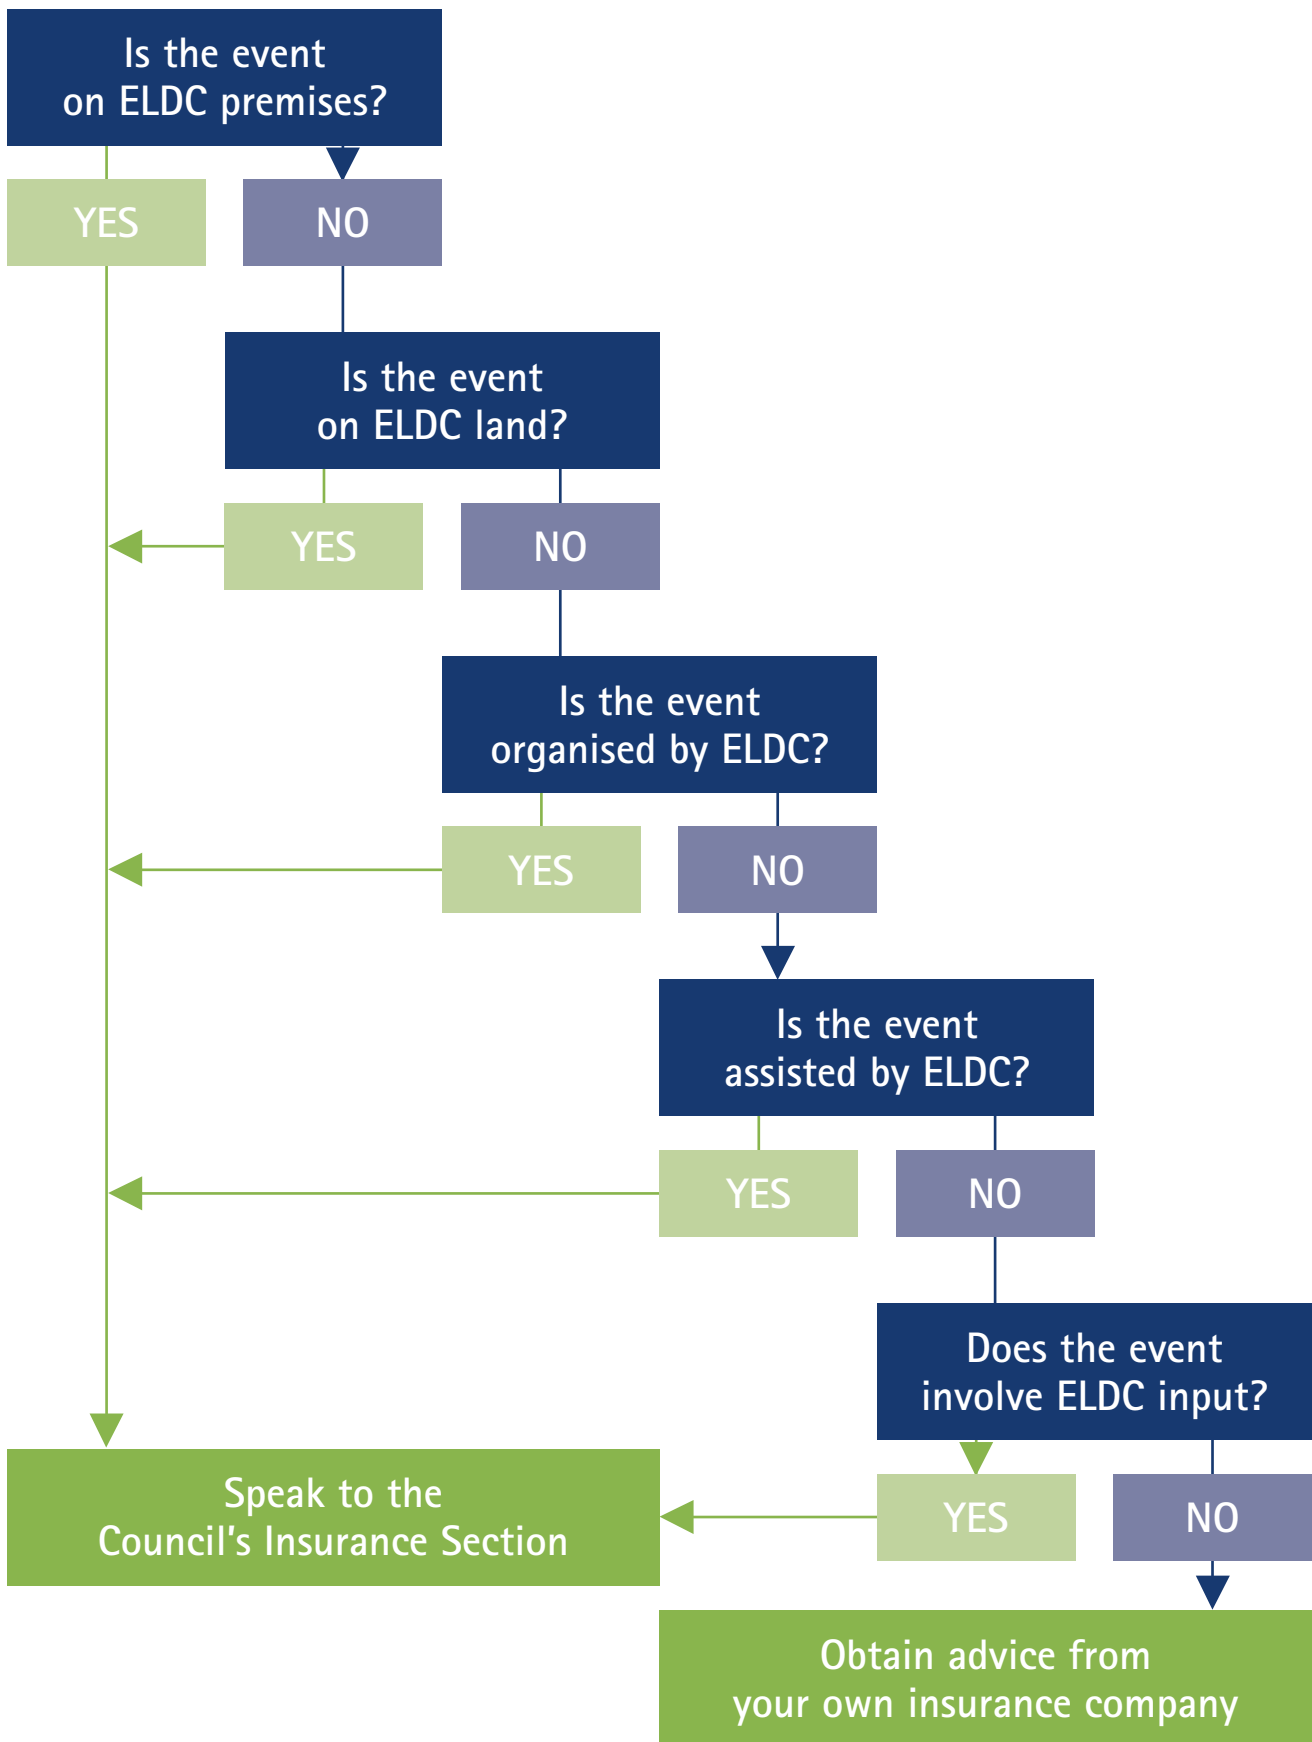 Is the event
on ELDC premises?
YES
NO
Is the event
on ELDC land?
YES
NO
Is the event
organised by ELDC?
YES
NO
Is the event
assisted by ELDC?
YES
NO
Does the event
involve ELDC input?
YES
NO
Speak to the
Council's Insurance Section
Obtain advice from
your own insurance company